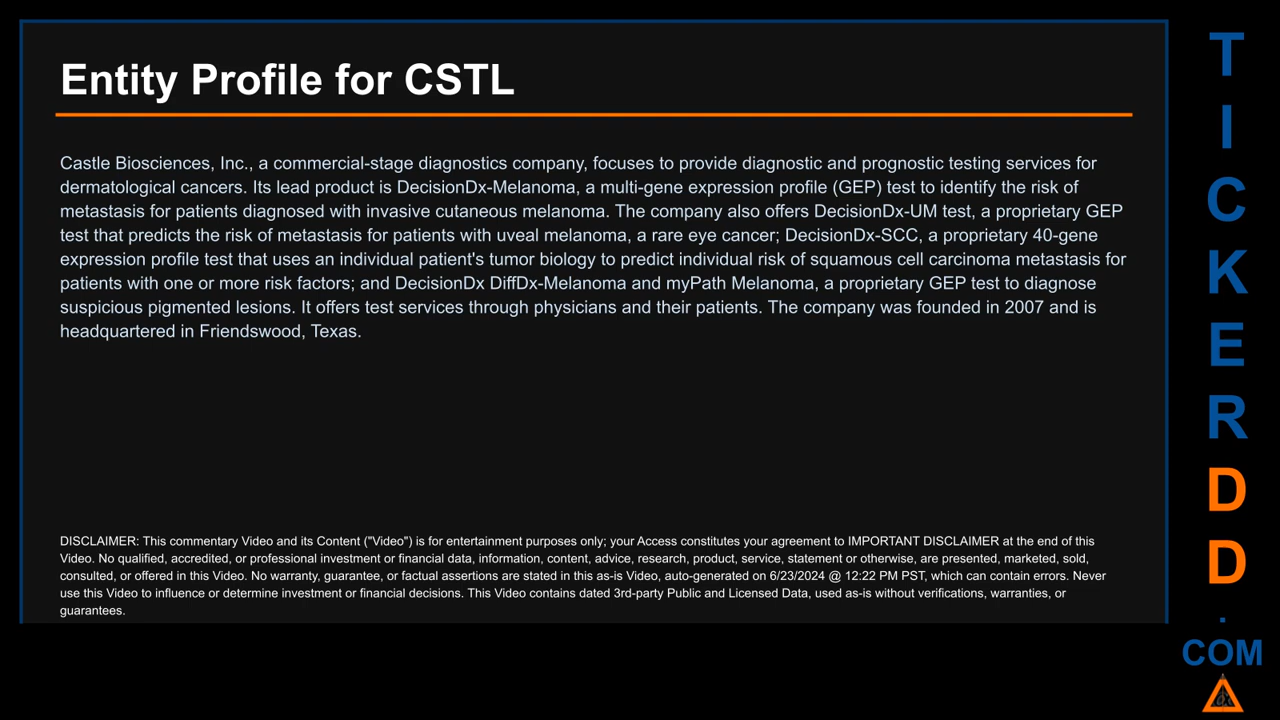 Entity Profile for CSTL
Castle Biosciences, Inc., a commercial-stage diagnostics company, focuses to provide diagnostic and prognostic testing services for
dermatological cancers. Its lead product is DecisionDx-Melanoma, a multi-gene expression profile (GEP) test to identify the risk of
metastasis for patients diagnosed with invasive cutaneous melanoma. The company also offers DecisionDx-UM test, a proprietary GEP
test that predicts the risk of metastasis for patients with uveal melanoma, a rare eye cancer; DecisionDx-SCC, a proprietary 40-gene
expression profile test that uses an individual patient's tumor biology to predict individual risk of squamous cell carcinoma metastasis for
patients with one or more risk factors; and DecisionDx DiffDx-Melanoma and myPath Melanoma, a proprietary GEP test to diagnose
suspicious pigmented lesions. It offers test services through physicians and their patients. The company was founded in 2007 and is
headquartered in Friendswood, Texas.
DISCLAIMER: This commentary Video and its Content ("Video") is for entertainment purposes only; your Access constitutes your agreement to IMPORTANT DISCLAIMER at the end of this
Video. No qualified, accredited, or professional investment or financial data, information, content, advice, research, product, service, statement or otherwise, are presented, marketed, sold,
consulted, or offered in this Video. No warranty, guarantee, or factual assertions are stated in this as-is Video, auto-generated on 6/23/2024 @ 12:22 PM PST, which can contain errors. Never
use this Video to influence or determine investment or financial decisions. This Video contains dated 3rd-party Public and Licensed Data, used as-is without verifications, warranties, or
guarantees.
T
I
C
K
E
R
D
D
.
COM